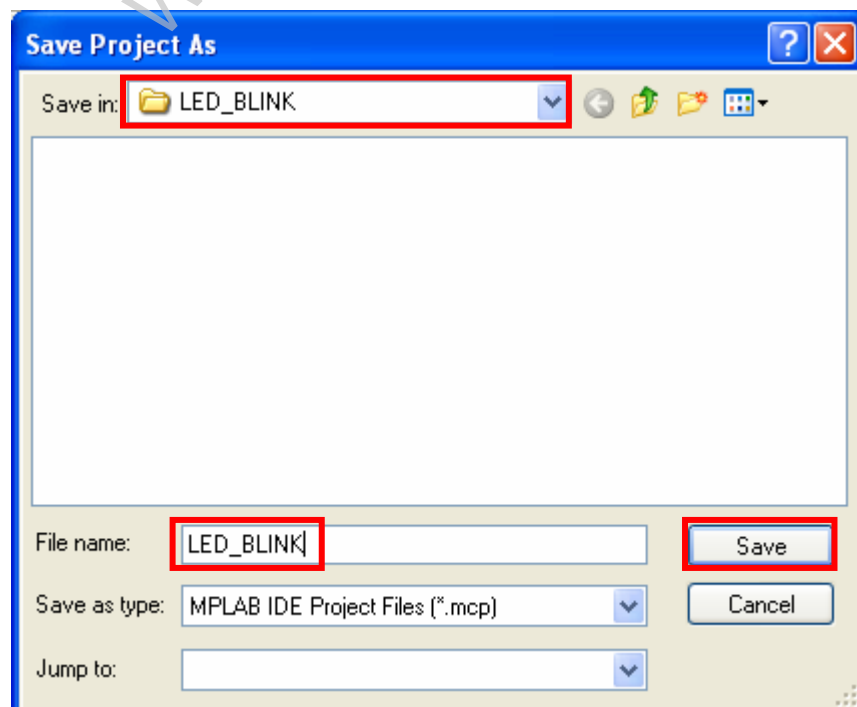 Save Project As
Save in: LED_BLINK
File name: LED_BLINK
Save
Save as type: MPLAB IDE Project Files (*.mcp)
Cancel
Jump to: